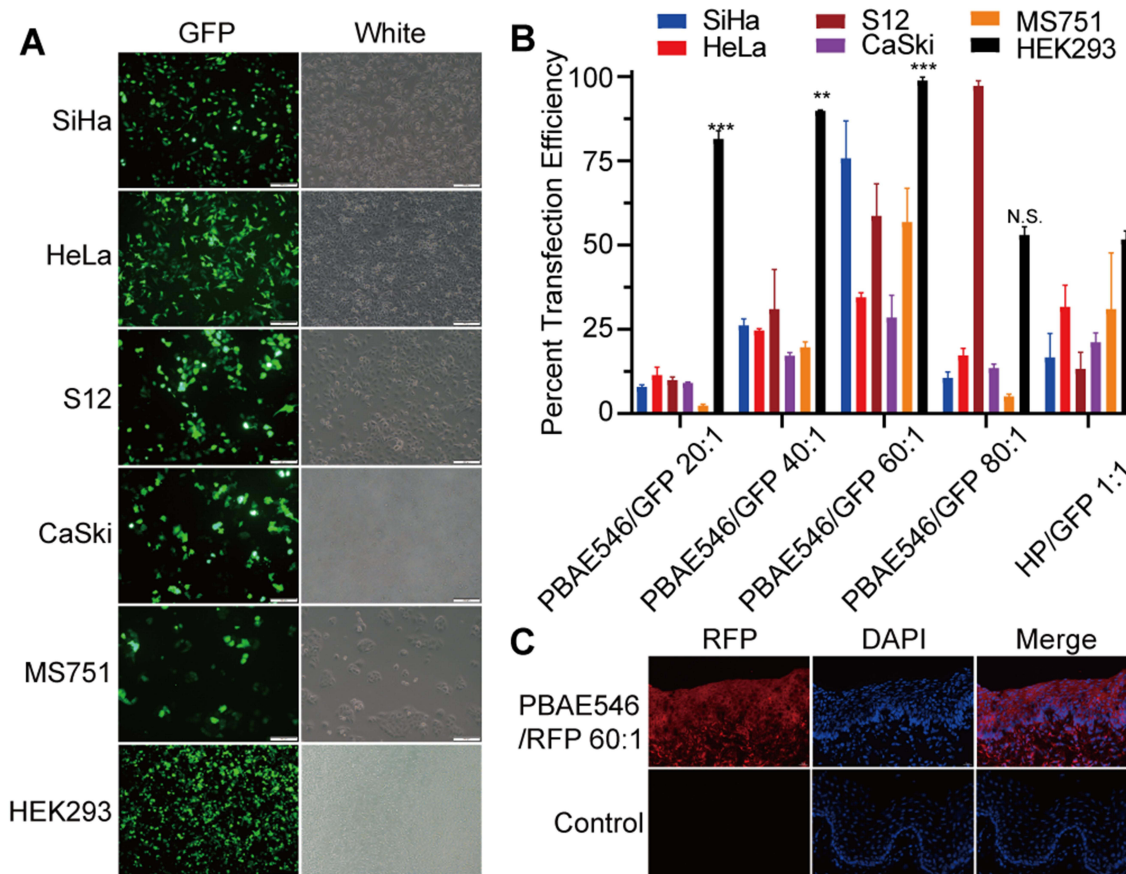 A
GFP
White
SiHa
HeLa
S12
CaSki
MS751
HEK293
B
SiHa
S12
MS751
HeLa
CaSki
HEK293
Percent Transfection Efficiency
100
75
50
25
0
***
**
***
N.S.
PBAE546/GFP 20:1
PBAE546/GFP 40:1
PBAE546/GFP 60:1
PBAE546/GFP 80:1
HP/GFP 1:1
C
RFP
DAPI
Merge
PBAE546
/RFP 60:1
Control